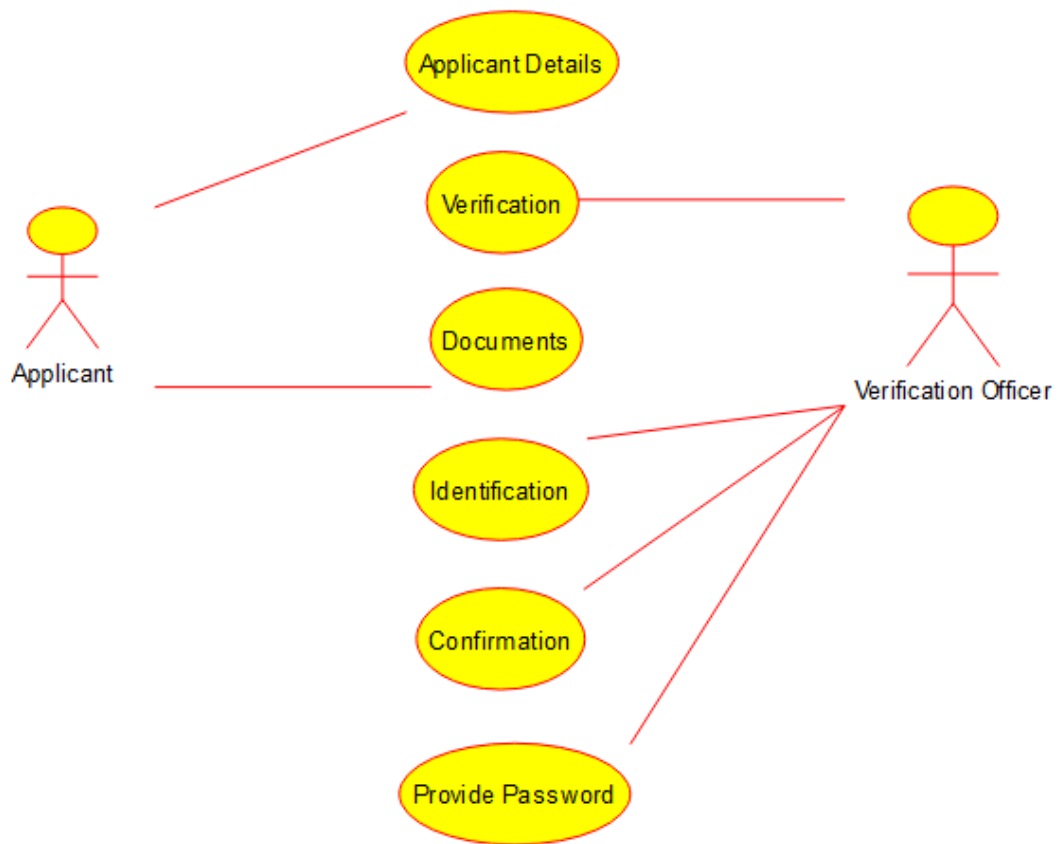 Applicant Details
Verification
Documents
Applicant
Verification Officer
Identification
Confirmation
Provide Password